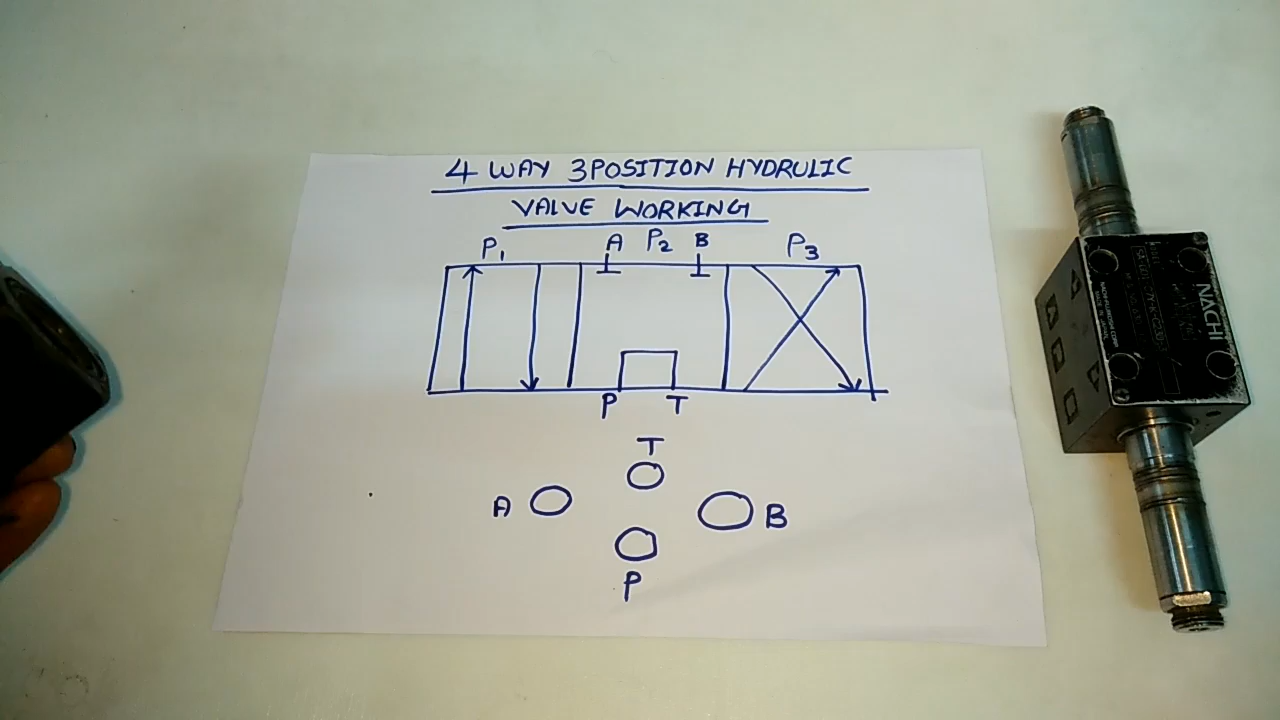 4 WAY 3POSITION HYDRULIC
VALVE WORKING
P1 A P2 B P3
P T
T
A B
P
NACHI